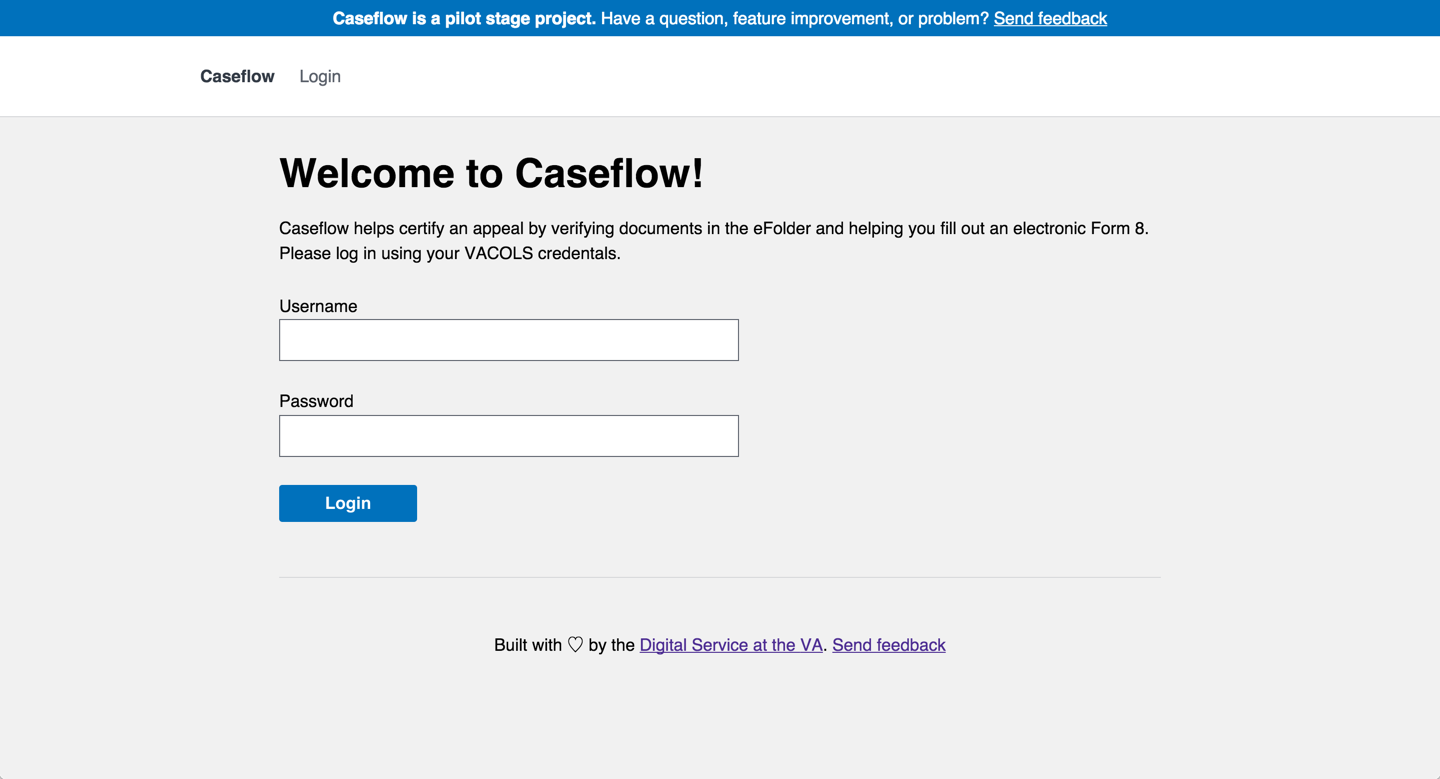 Caseflow is a pilot stage project. Have a question, feature improvement, or problem? Send feedback
Caseflow Login
Welcome to Caseflow!
Caseflow helps certify an appeal by verifying documents in the eFolder and helping you fill out an electronic Form 8.
Please log in using your VACOLS credentals.
Username
Password
Login
Built with ♡ by the Digital Service at the VA. Send feedback